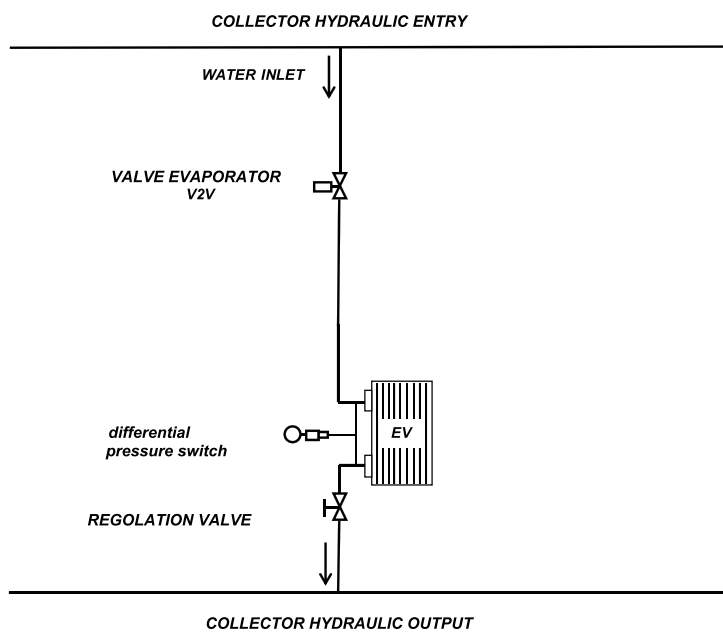 COLLECTOR HYDRAULIC ENTRY
WATER INLET
VALVE EVAPORATOR
V2V
EV
differential
pressure switch
REGOLATION VALVE
COLLECTOR HYDRAULIC OUTPUT